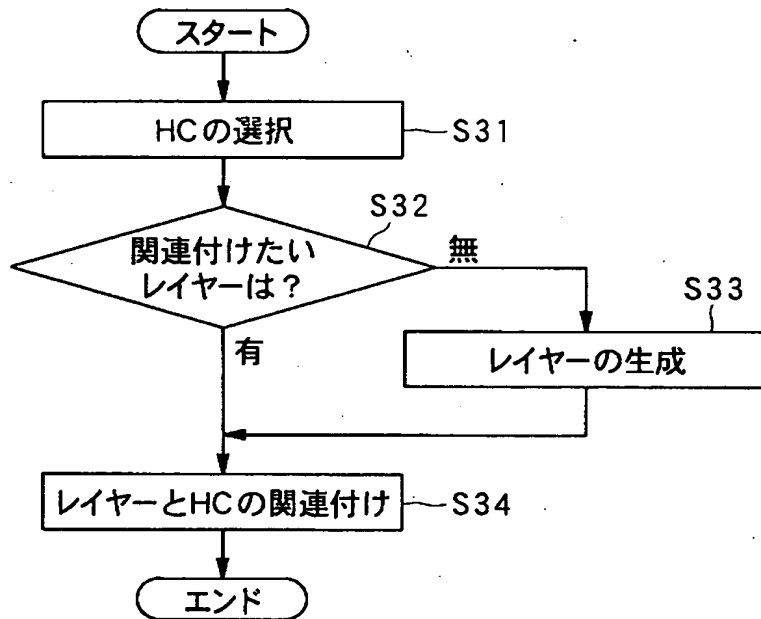 スタート
HCの選択
S31
S32
関連付けたい
レイヤーは？
無
S33
レイヤーの生成
有
レイヤーとHCの関連付け
S34
エンド